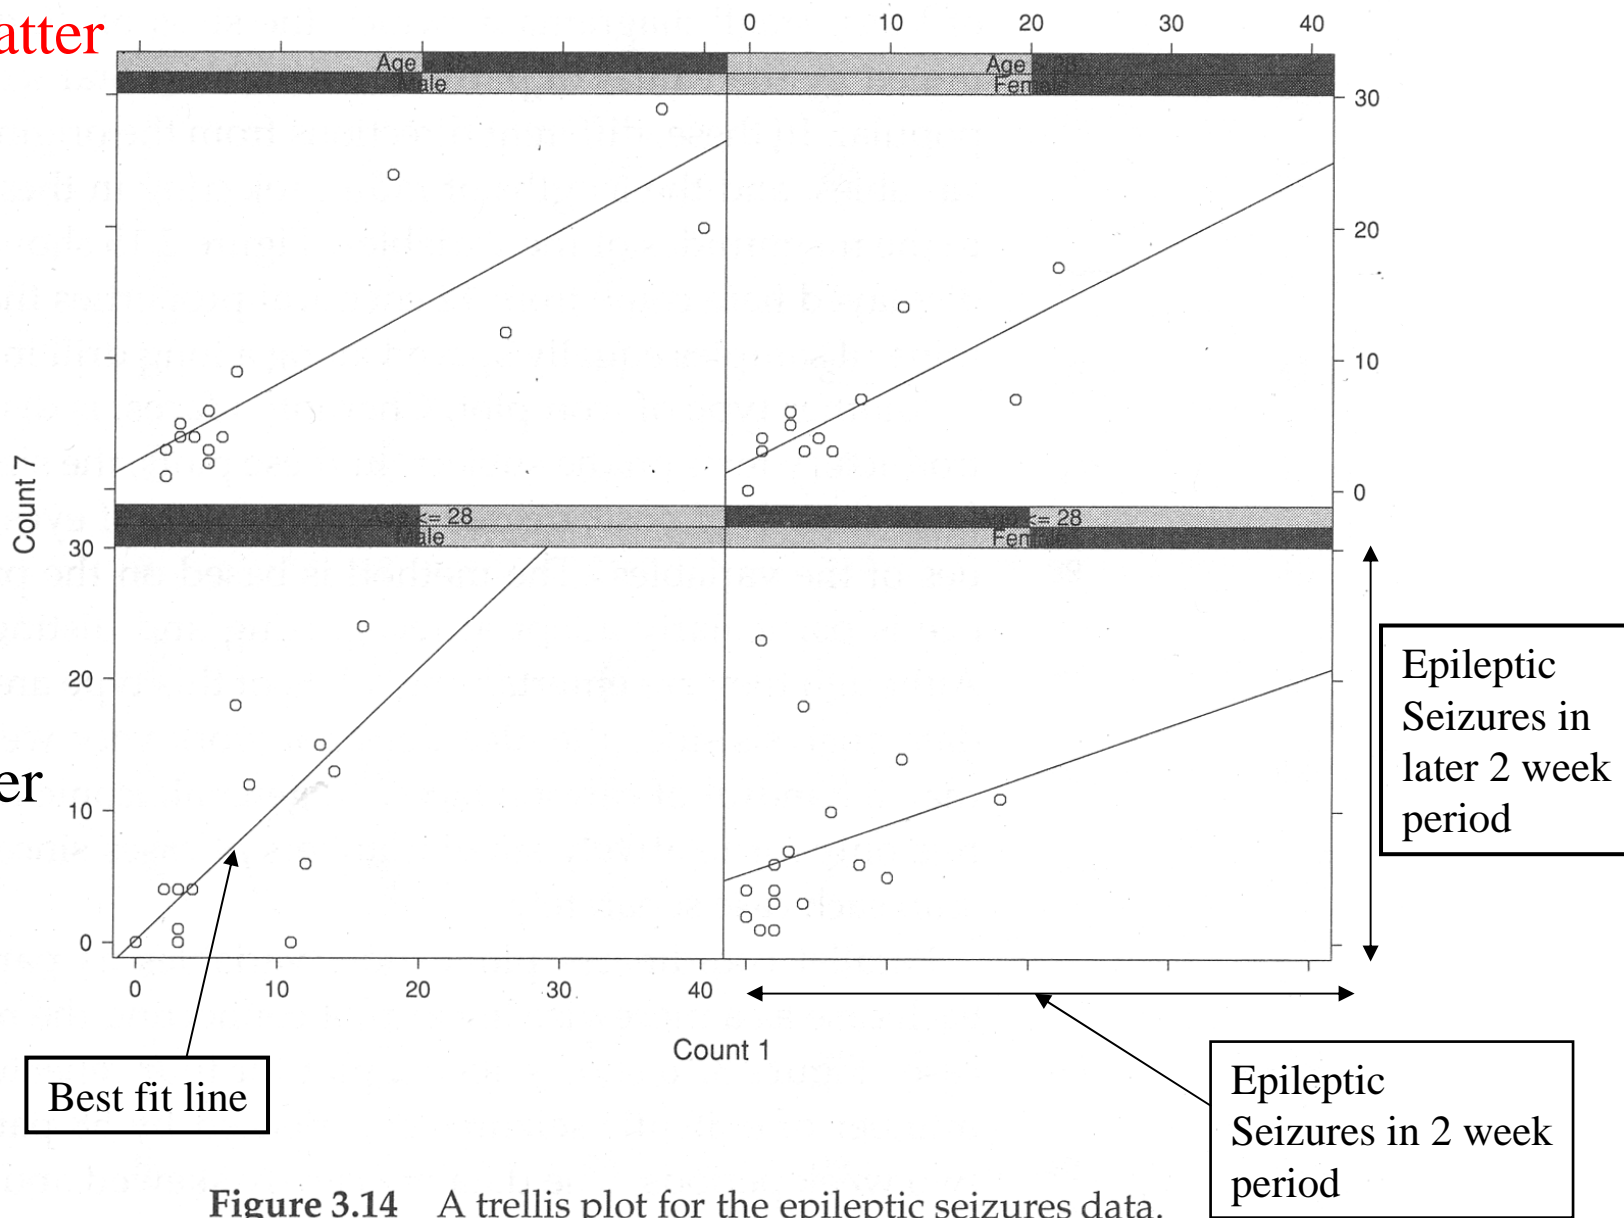 atter
0 10 20 30 40
Age
Age > 28
Male
Female
30
20
10
0
Count 7
Age <= 28
Age <= 28
Male
Female
30
20
10
0
er
Epileptic
Seizures in
later 2 week
period
0 10 20 30 40
Count 1
Best fit line
Epileptic
Seizures in 2 week
period
Figure 3.14 A trellis plot for the epileptic seizures data.